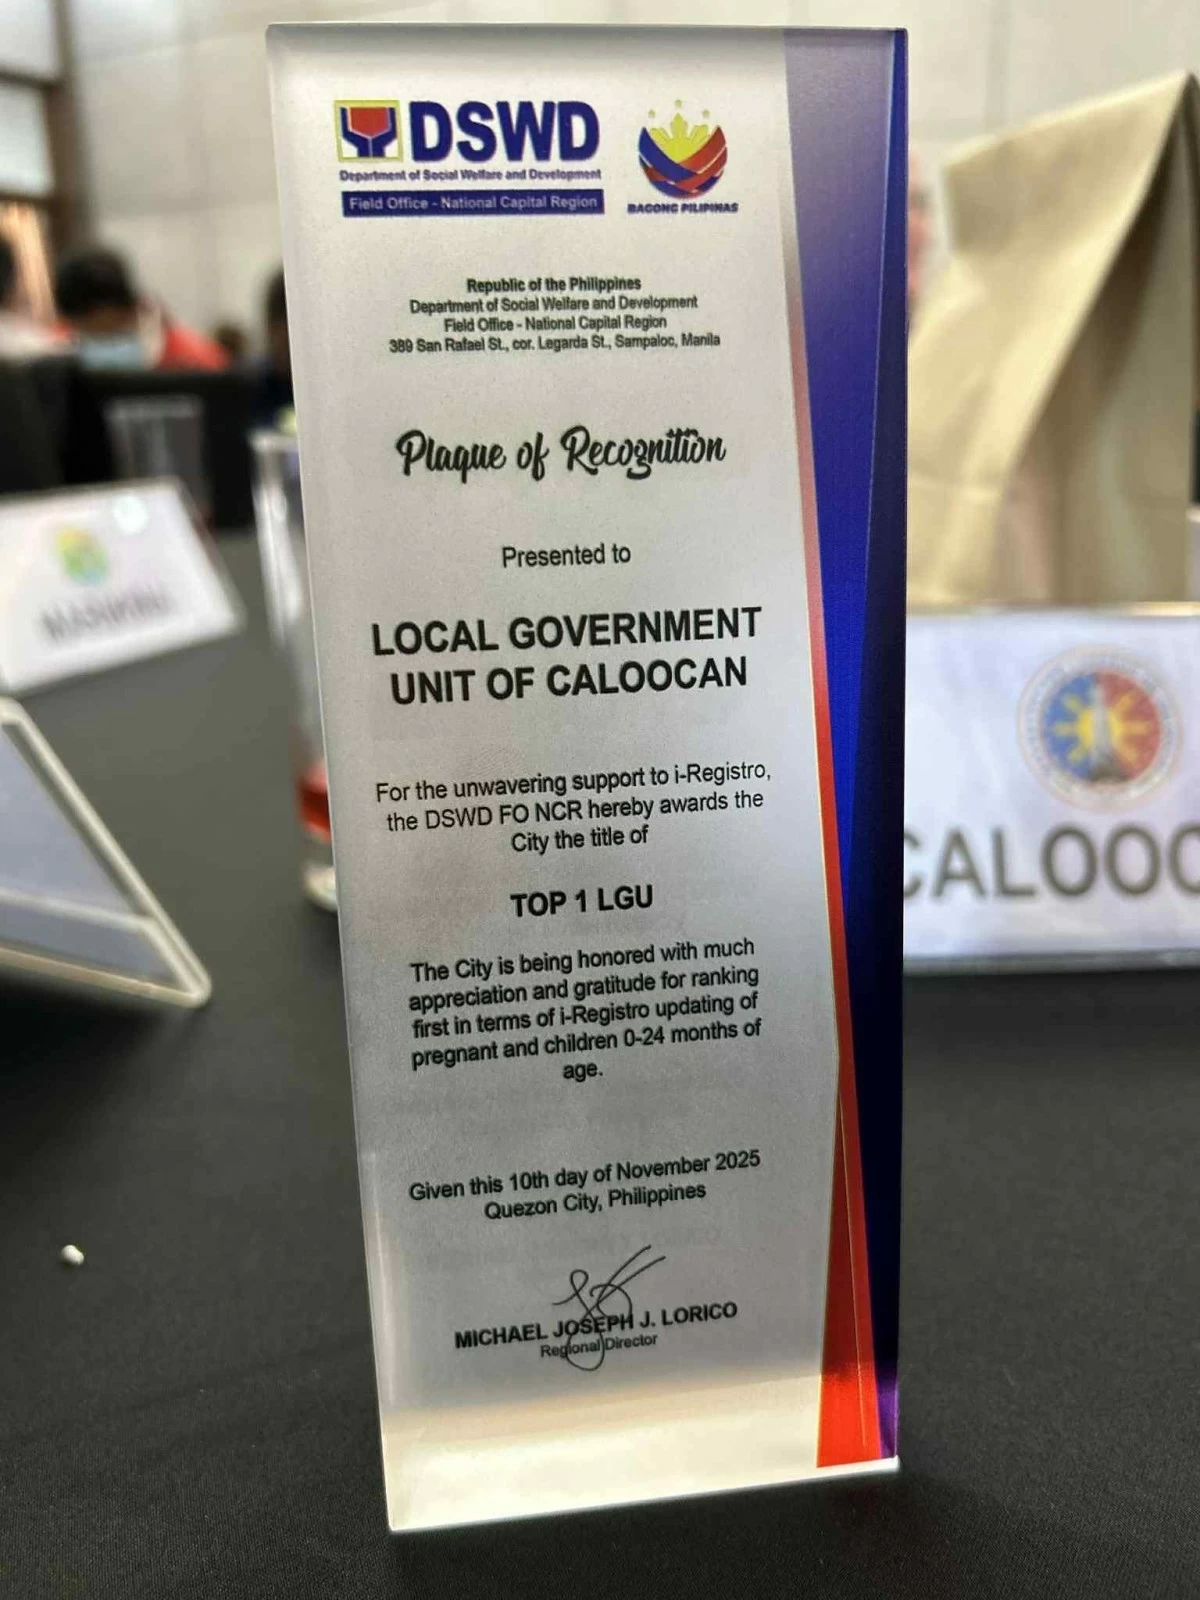 DSWD
Department of Social Welfare and Development
Field Office - National Capital Region
BAGONG PILIPINAS
Republic of the Philippines
Department of Social Welfare and Development
Field Office - National Capital Region
389 San Rafael St., cor. Legarda St., Sampaloc, Manila
Plaque of Recognition
Presented to
LOCAL GOVERNMENT
UNIT OF CALOOCAN
For the unwavering support to i-Registro,
the DSWD FO NCR hereby awards the
City the title of
TOP 1 LGU
The City is being honored with much
appreciation and gratitude for ranking
first in terms of i-Registro updating of
pregnant and children 0-24 months of
age.
Given this 10th day of November 2025
Quezon City, Philippines
MICHAEL JOSEPH J. LORICO
Regional Director
CALOOC